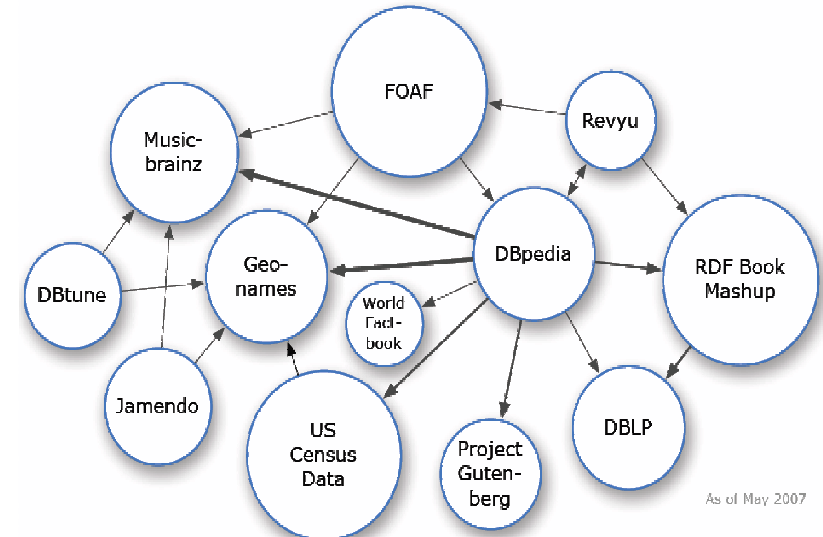 FOAF
Revyu
Music-
brainz
DBpedia
RDF Book
Mashup
Geo-
names
DBtune
World
Fact-
book
Jamendo
US
Census
Data
Project
Guten-
berg
DBLP
As of May 2007